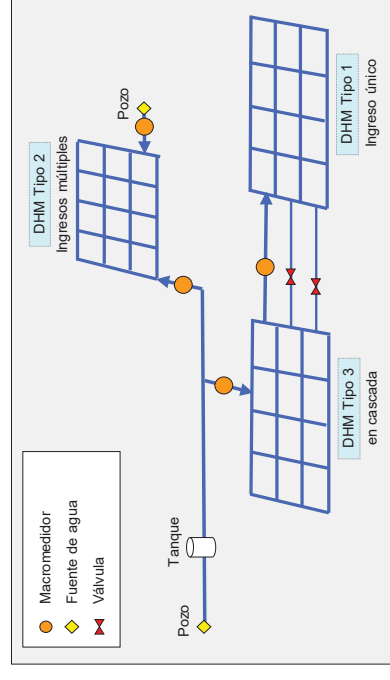 Macromedidor
Fuente de agua
Válvula
Pozo
Tanque
DHM Tipo 2
Ingresos múltiples
Pozo
DHM Tipo 3
en cascada
DHM Tipo 1
Ingreso único